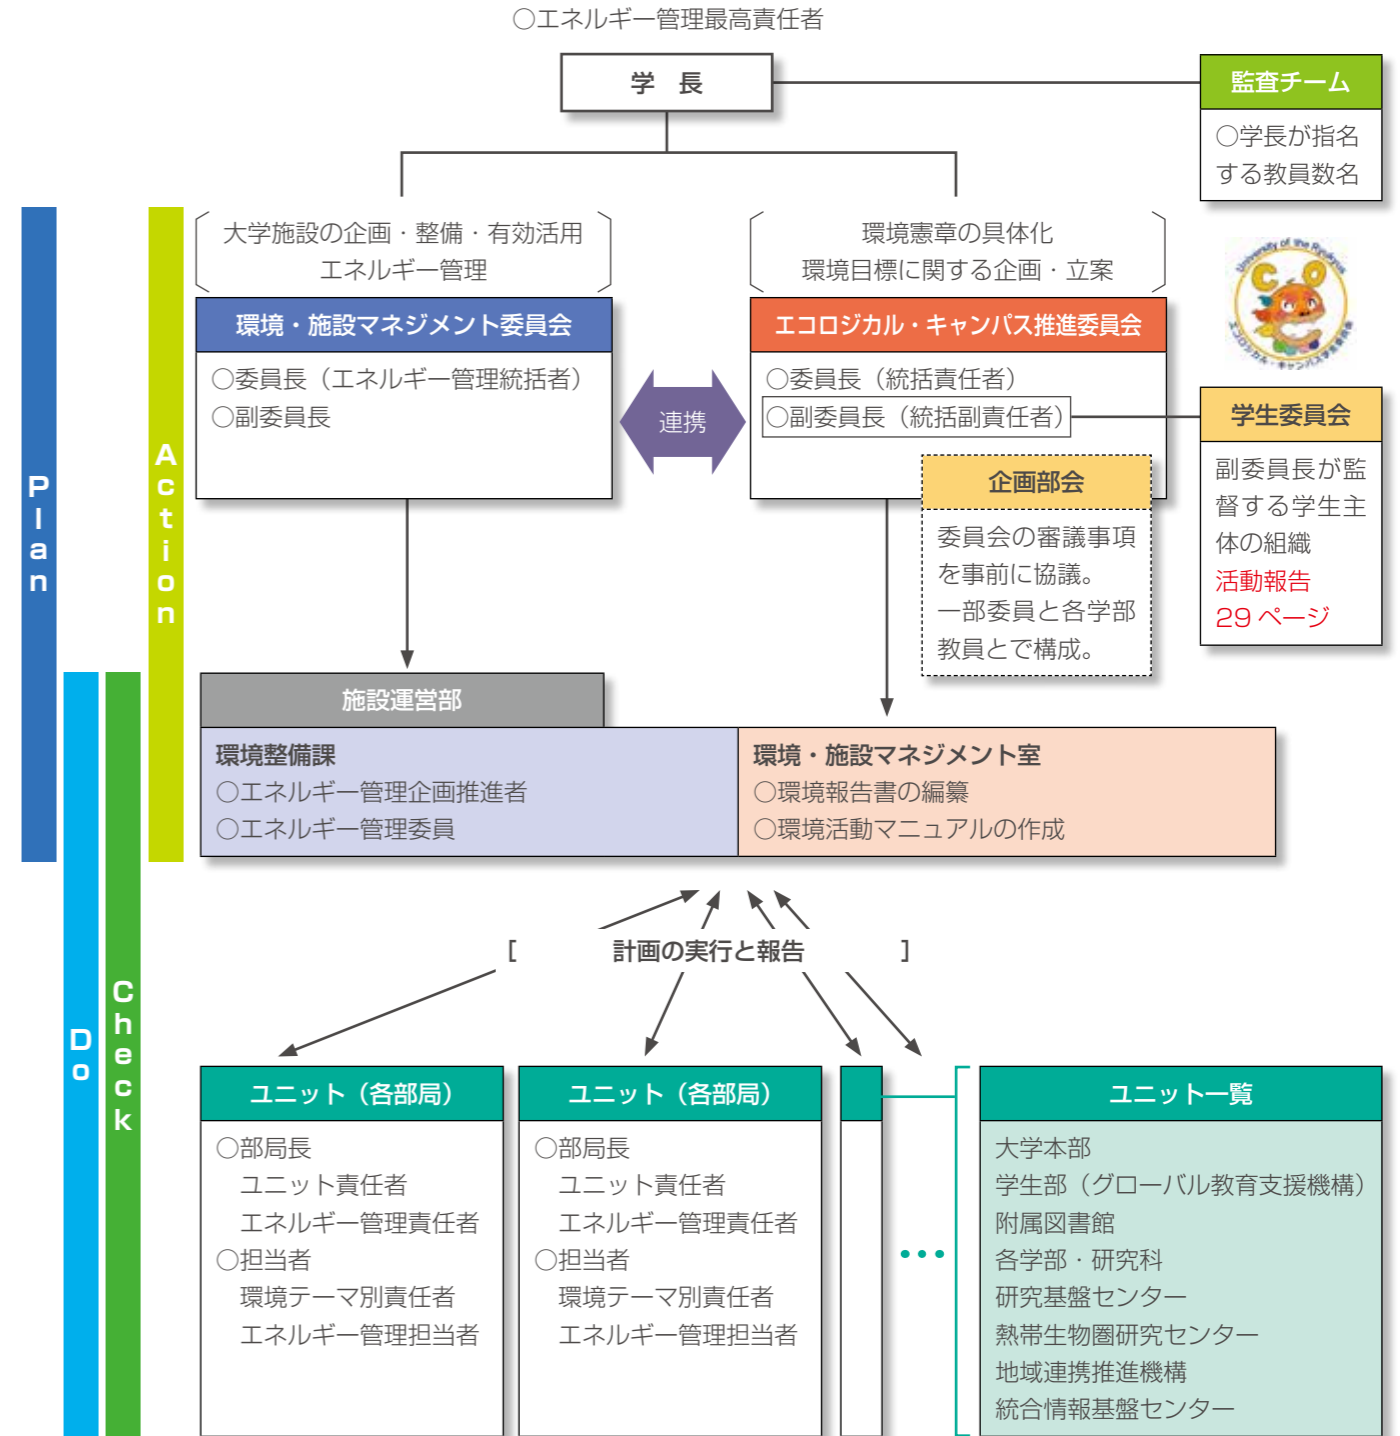 ○エネルギー管理最高責任者
学 長
監査チーム
○学長が指名
する教員数名
大学施設の企画・整備・有効活用
エネルギー管理
環境憲章の具体化
環境目標に関する企画・立案
University of the Ryukyus
エコロジカル・キャンパス学生委員会
環境・施設マネジメント委員会
○委員長（エネルギー管理統括者）
○副委員長
連携
エコロジカル・キャンパス推進委員会
○委員長（統括責任者）
○副委員長（統括副責任者）
学生委員会
副委員長が監
督する学生主
体の組織
活動報告
29 ページ
企画部会
委員会の審議事項
を事前に協議。
一部委員と各学部
教員とで構成。
Plan
Action
Do
Check
施設運営部
環境整備課
○エネルギー管理企画推進者
○エネルギー管理委員
環境・施設マネジメント室
○環境報告書の編纂
○環境活動マニュアルの作成
[ 計画の実行と報告 ]
ユニット（各部局）
○部局長
ユニット責任者
エネルギー管理責任者
○担当者
環境テーマ別責任者
エネルギー管理担当者
ユニット（各部局）
○部局長
ユニット責任者
エネルギー管理責任者
○担当者
環境テーマ別責任者
エネルギー管理担当者
…
ユニット一覧
大学本部
学生部（グローバル教育支援機構）
附属図書館
各学部・研究科
研究基盤センター
熱帯生物圏研究センター
地域連携推進機構
統合情報基盤センター